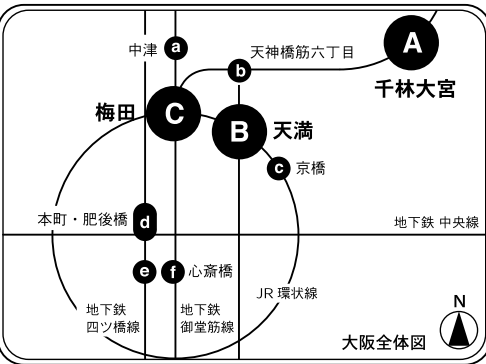 A
中津
a
天神橋筋六丁目
b
千林大宮
梅田
C
B
天満
c
京橋
本町・肥後橋
d
地下鉄 中央線
e
f
心斎橋
JR 環状線
地下鉄
四ツ橋線
地下鉄
御堂筋線
N
大阪全体図